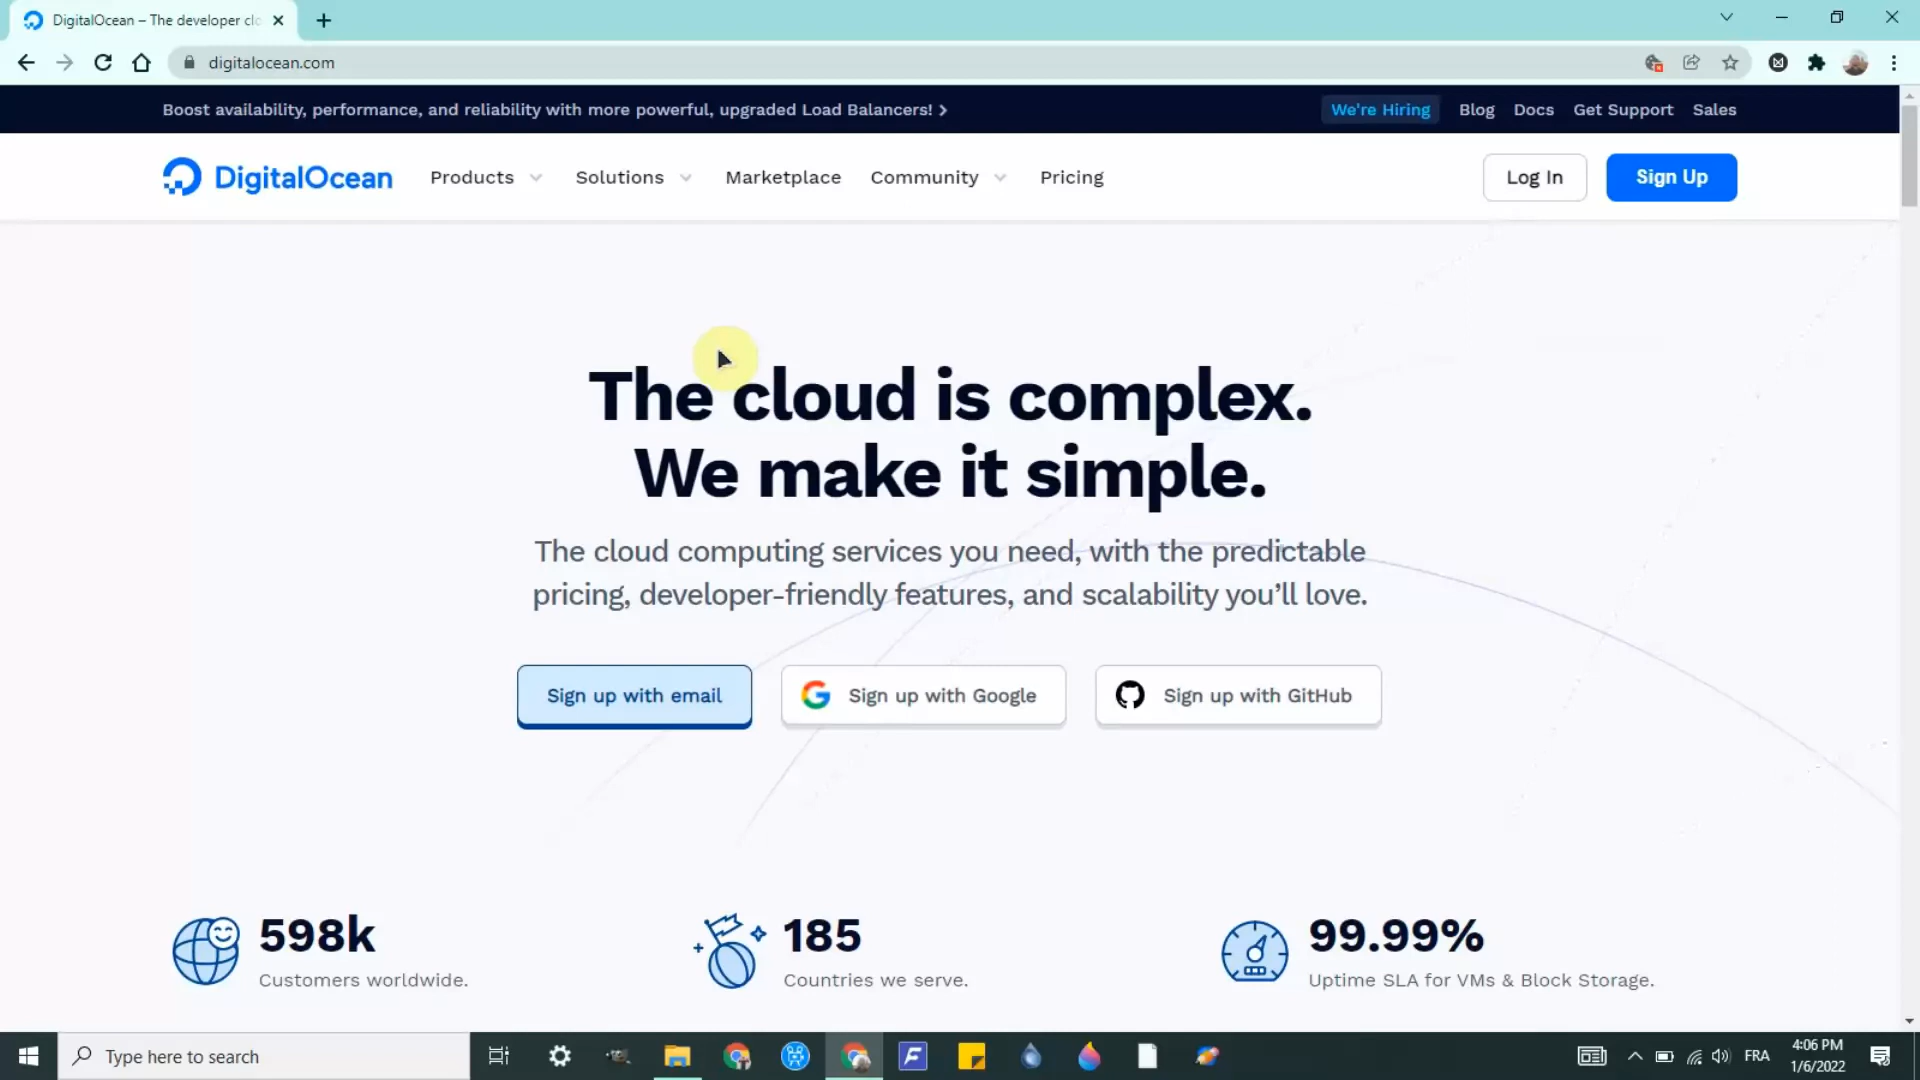 DigitalOcean – The developer clo
digitalocean.com
Boost availability, performance, and reliability with more powerful, upgraded Load Balancers!
We're Hiring Blog Docs Get Support Sales
DigitalOcean Products Solutions Marketplace Community Pricing Log In Sign Up
The cloud is complex.
We make it simple.
The cloud computing services you need, with the predictable
pricing, developer-friendly features, and scalability you’ll love.
Sign up with email Sign up with Google Sign up with GitHub
598k 185 99.99%
Customers worldwide. Countries we serve. Uptime SLA for VMs & Block Storage.
Type here to search
FRA
4:06 PM
1/6/2022